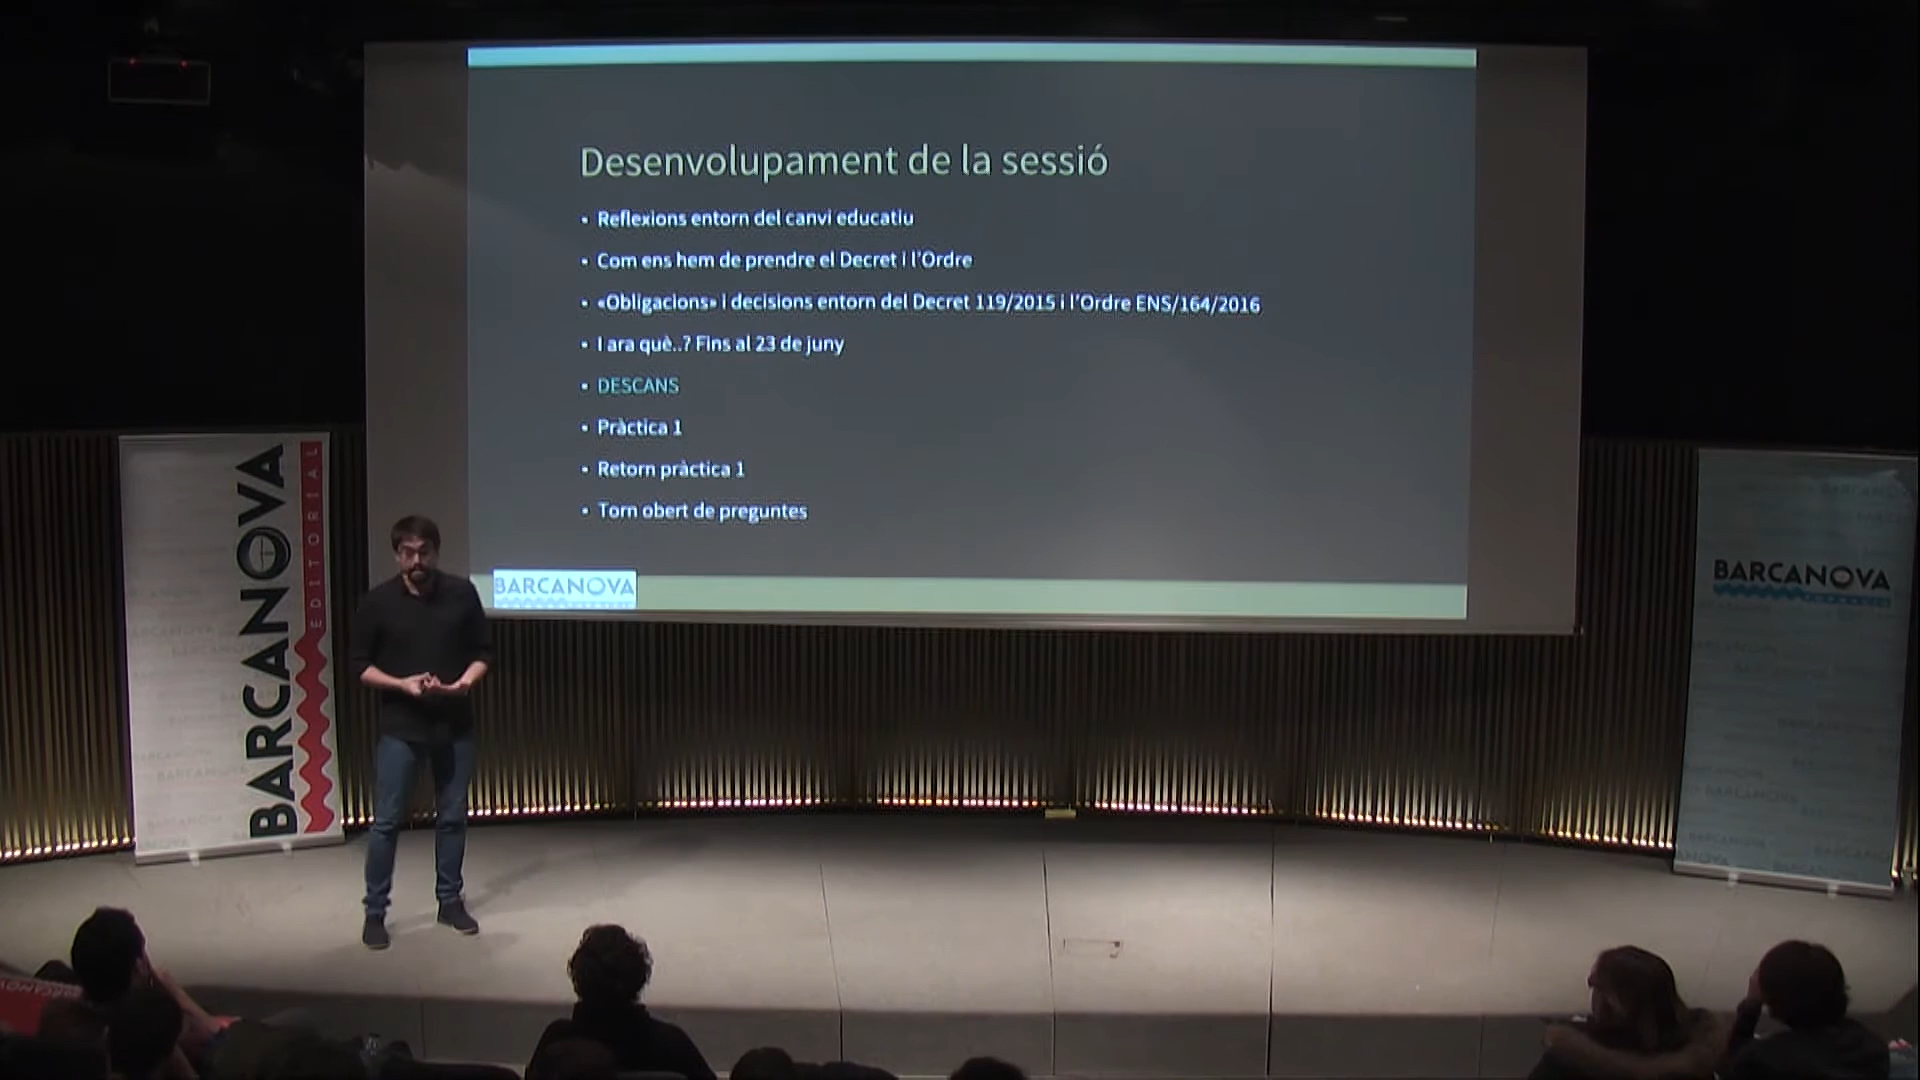 Desenvolupament de la sessió
• Reflexions entorn del canvi educatiu
• Com ens hem de prendre el Decret i l'Ordre
• «Obligacions» i decisions entorn del Decret 119/2015 i l'Ordre ENS/164/2016
• I ara què..? Fins al 23 de juny
• DESCANS
• Pràctica 1
• Retorn pràctica 1
• Torn obert de preguntes
BARCANOVA
BARCANOVA
EDITORIAL
BARCANOVA